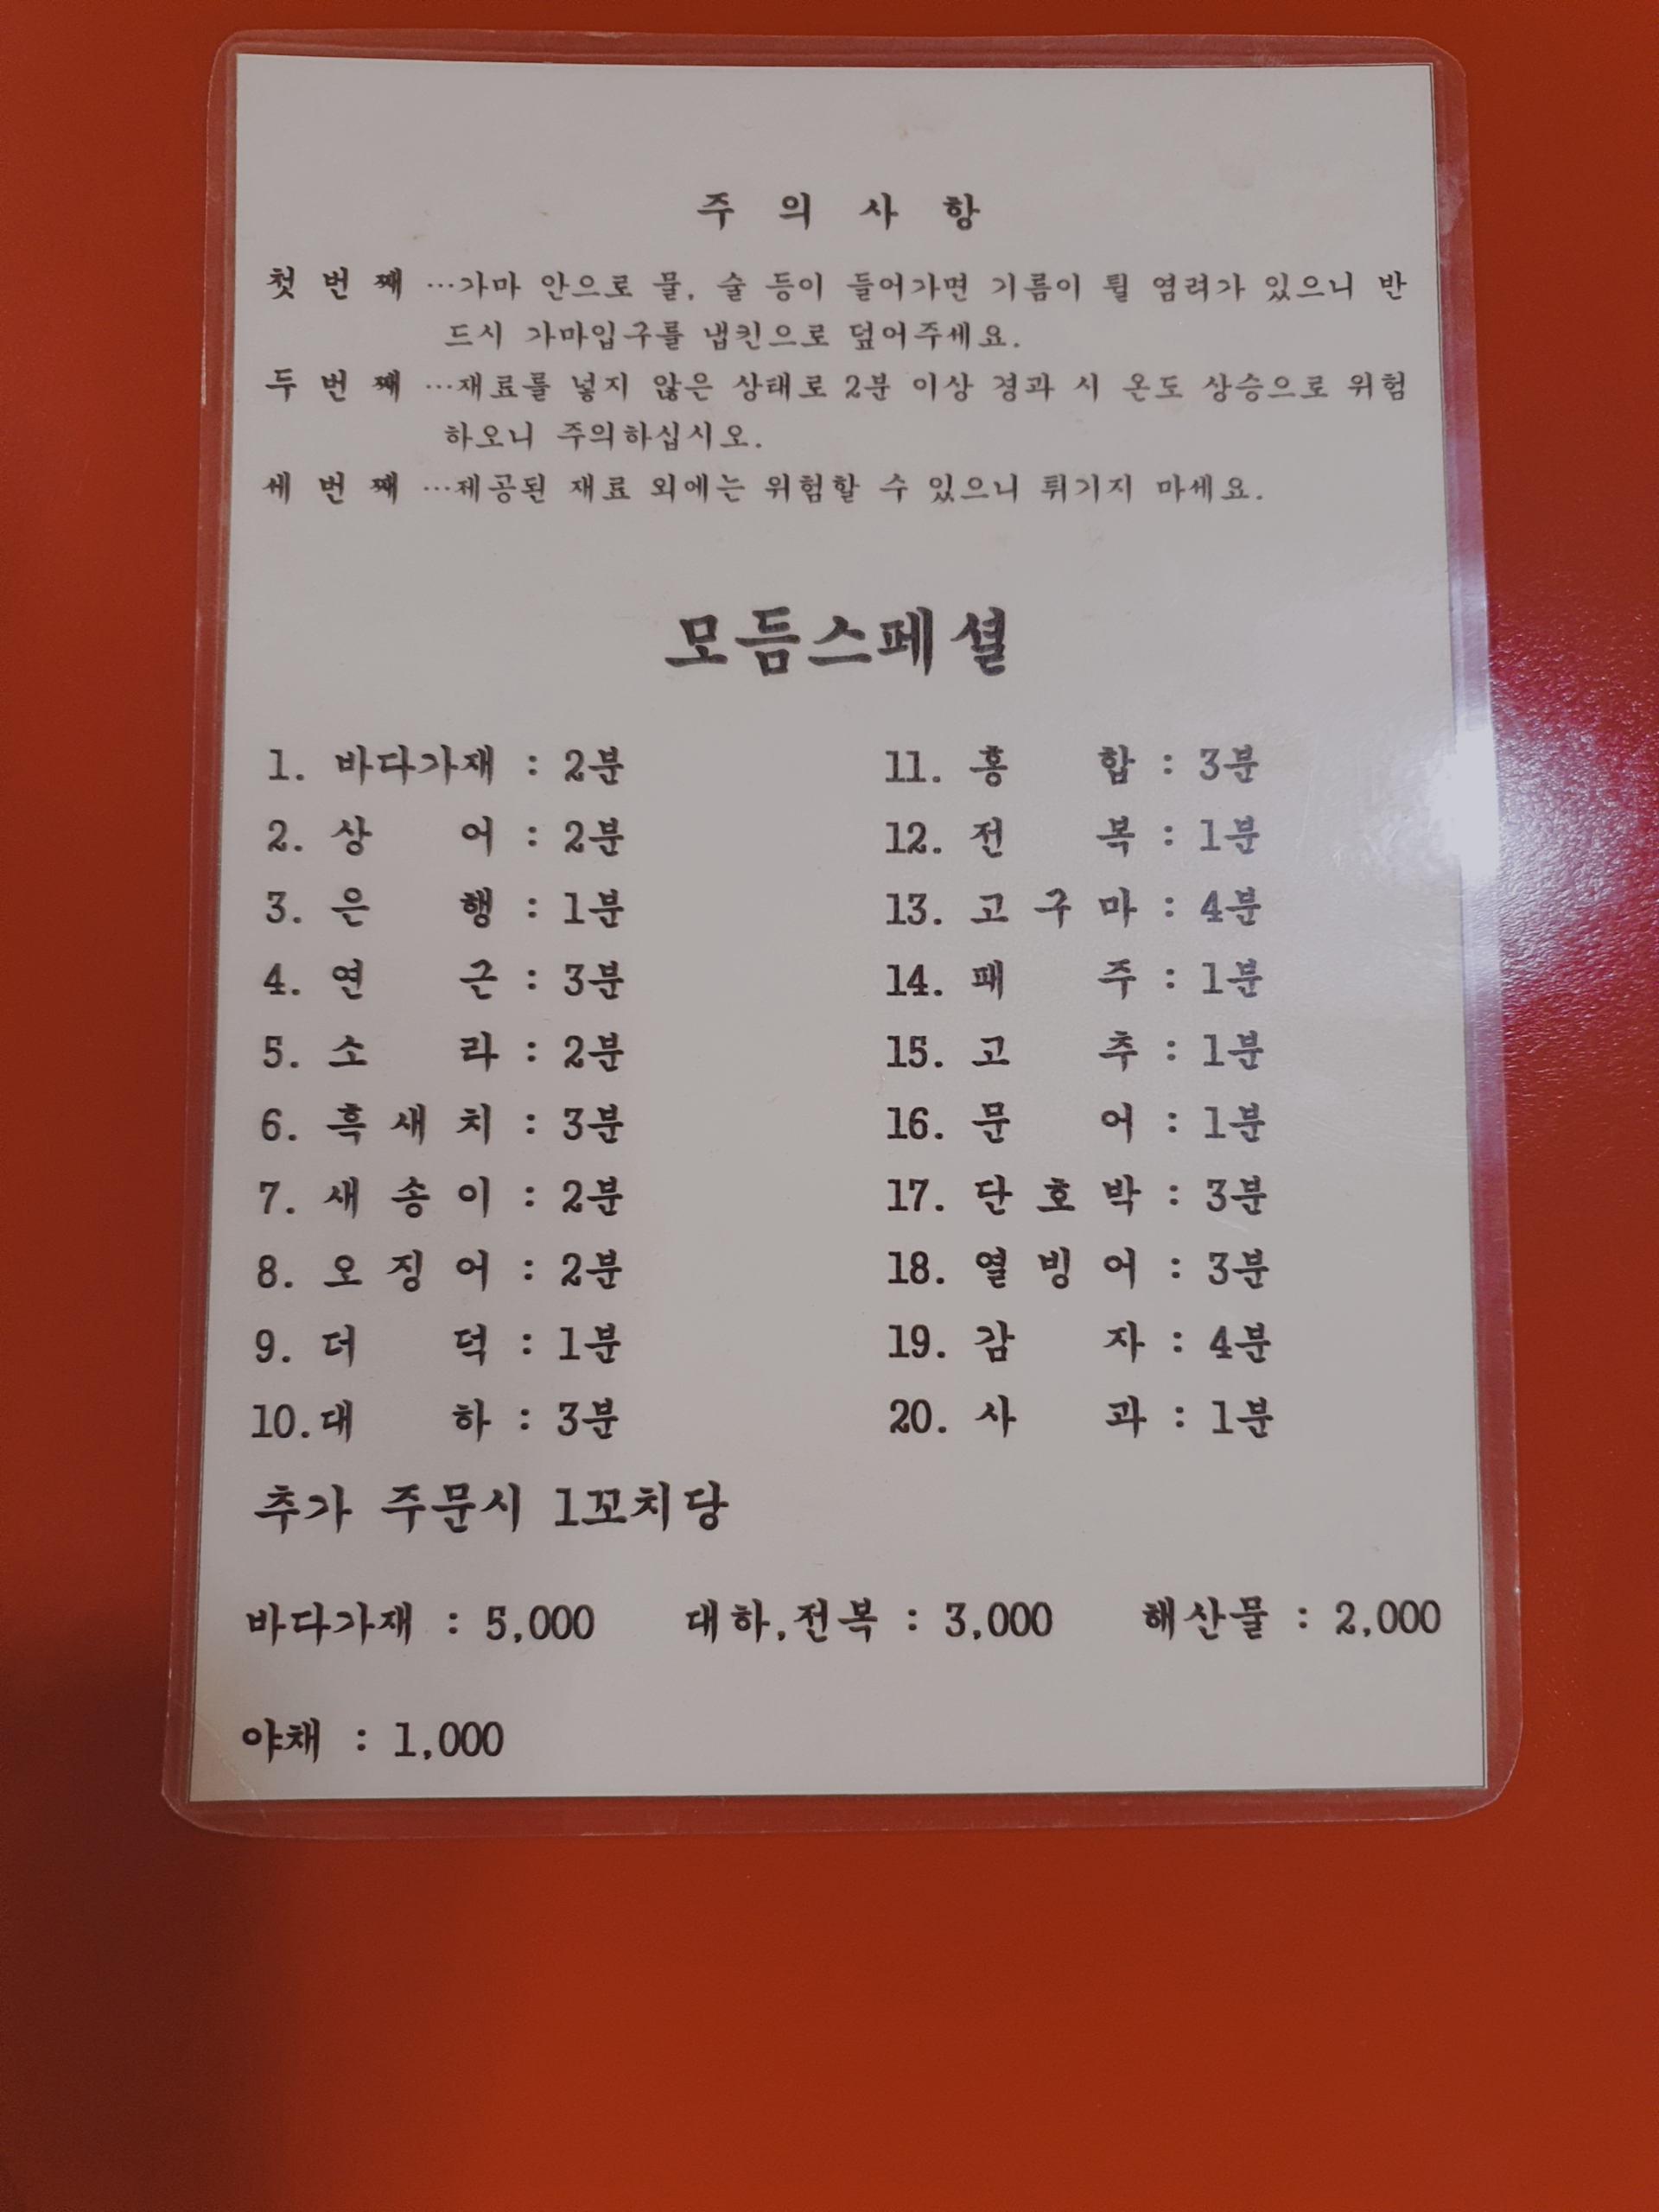 주 의 사 항
첫 번 째 …가마 안으로 물, 술 등이 들어가면 기름이 튈 염려가 있으니 반
드시 가마입구를 냅킨으로 덮어주세요.
두 번 째 …재료를 넣지 않은 상태로 2분 이상 경과 시 온도 상승으로 위험
하오니 주의하십시오.
세 번 째 …제공된 재료 외에는 위험할 수 있으니 튀기지 마세요.
모듬스페셜
1. 바다가재 : 2분
2. 상 어 : 2분
3. 은 행 : 1분
4. 연 근 : 3분
5. 소 라 : 2분
6. 흑 새 치 : 3분
7. 새 송 이 : 2분
8. 오 징 어 : 2분
9. 더 덕 : 1분
10.대 하 : 3분
11. 홍 합 : 3분
12. 전 복 : 1분
13. 고 구 마 : 4분
14. 패 주 : 1분
15. 고 추 : 1분
16. 문 어 : 1분
17. 단 호 박 : 3분
18. 열 빙 어 : 3분
19. 감 자 : 4분
20. 사 과 : 1분
추가 주문시 1꼬치당
바다가재 : 5,000 대하,전복 : 3,000 해산물 : 2,000
야채 : 1,000